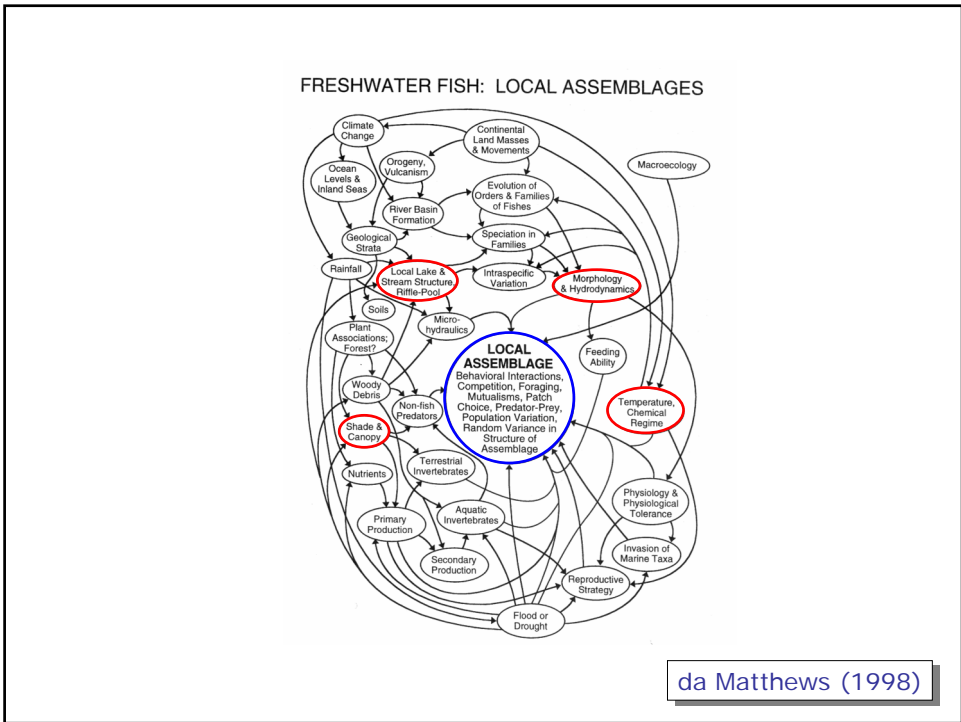 FRESHWATER FISH: LOCAL ASSEMBLAGES
Climate
Change
Continental
Land Masses
& Movements
Macroecology
Ocean
Levels &
Inland Seas
Orogeny,
Vulcanism
Evolution of
Orders & Families
of Fishes
River Basin
Formation
Geological
Strata
Speciation in
Families
Rainfall
Local Lake &
Stream Structure,
Riffle-Pool
Intraspecific
Variation
Morphology
& Hydrodynamics
Soils
Micro-
hydraulics
Plant
Associations;
Forest?
LOCAL
ASSEMBLAGE
Behavioral Interactions,
Competition, Foraging,
Mutualisms, Patch
Choice, Predator-Prey,
Population Variation,
Random Variance in
Structure of
Assemblage
Feeding
Ability
Woody
Debris
Non-fish
Predators
Temperature,
Chemical
Regime
Shade &
Canopy
Terrestrial
Invertebrates
Nutrients
Physiology &
Physiological
Tolerance
Primary
Production
Aquatic
Invertebrates
Invasion of
Marine Taxa
Secondary
Production
Reproductive
Strategy
Flood or
Drought
da Matthews (1998)